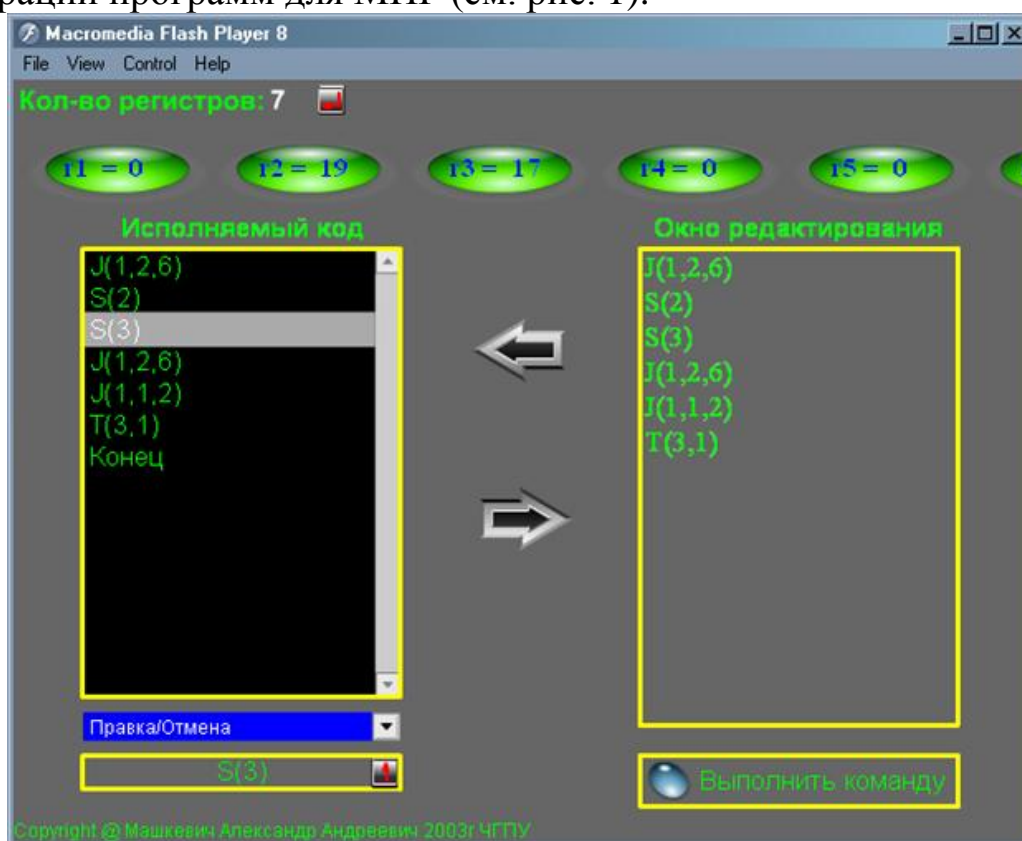 рации программ для МНР (см. рис. 1).
Macromedia Flash Player 8
File View Control Help
Кол-во регистров: 7
r1 = 0 r2 = 19 r3 = 17 r4 = 0 r5 = 0
Исполняемый код
J(1,2,6)
S(2)
S(3)
J(1,2,6)
J(1,1,2)
T(3,1)
Конец
Правка/Отмена
S(3)
Окно редактирования
J(1,2,6)
S(2)
S(3)
J(1,2,6)
J(1,1,2)
T(3,1)
Выполнить команду
Copyright @ Машкевич Александр Андреевич 2003г ЧГПУ